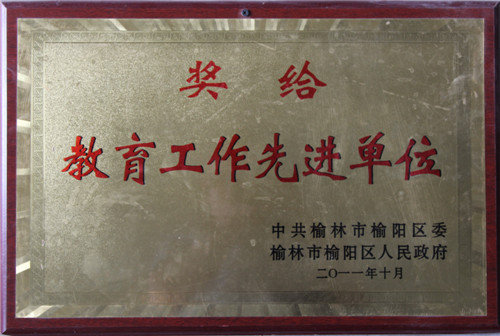 奖给
教育工作先进单位
中共榆林市榆阳区委
榆林市榆阳区人民政府
二〇一一年十月